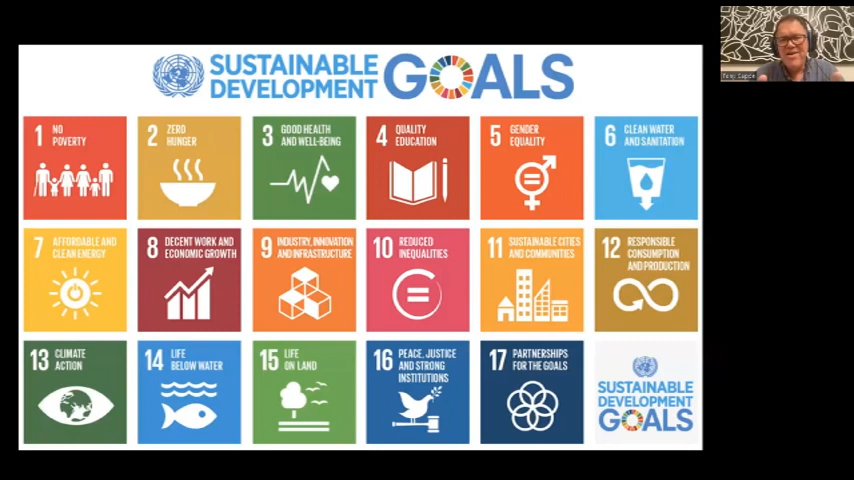 SUSTAINABLE
DEVELOPMENT
GOALS
1 NO
POVERTY
2 ZERO
HUNGER
3 GOOD HEALTH
AND WELL-BEING
4 QUALITY
EDUCATION
5 GENDER
EQUALITY
6 CLEAN WATER
AND SANITATION
7 AFFORDABLE AND
CLEAN ENERGY
8 DECENT WORK AND
ECONOMIC GROWTH
9 INDUSTRY, INNOVATION
AND INFRASTRUCTURE
10 REDUCED
INEQUALITIES
11 SUSTAINABLE CITIES
AND COMMUNITIES
12 RESPONSIBLE
CONSUMPTION
AND PRODUCTION
13 CLIMATE
ACTION
14 LIFE
BELOW WATER
15 LIFE
ON LAND
16 PEACE, JUSTICE
AND STRONG
INSTITUTIONS
17 PARTNERSHIPS
FOR THE GOALS
SUSTAINABLE
DEVELOPMENT
GOALS